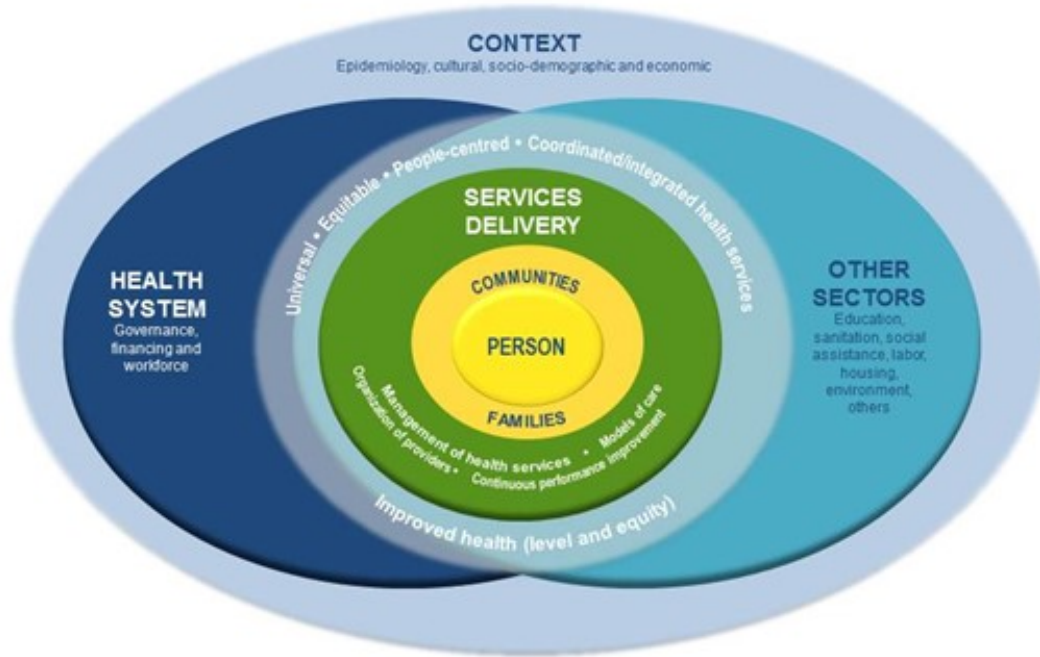 CONTEXT
Epidemiology, cultural, socio-demographic and economic
Universal • Equitable • People-centred • Coordinated/integrated health services
SERVICES
DELIVERY
HEALTH
SYSTEM
Governance,
financing and
workforce
COMMUNITIES
PERSON
FAMILIES
OTHER
SECTORS
Education,
sanitation, social
assistance, labor,
housing,
environment,
others
Management of health services • Models of care
Organization of providers • Continuous performance improvement
Improved health (level and equity)